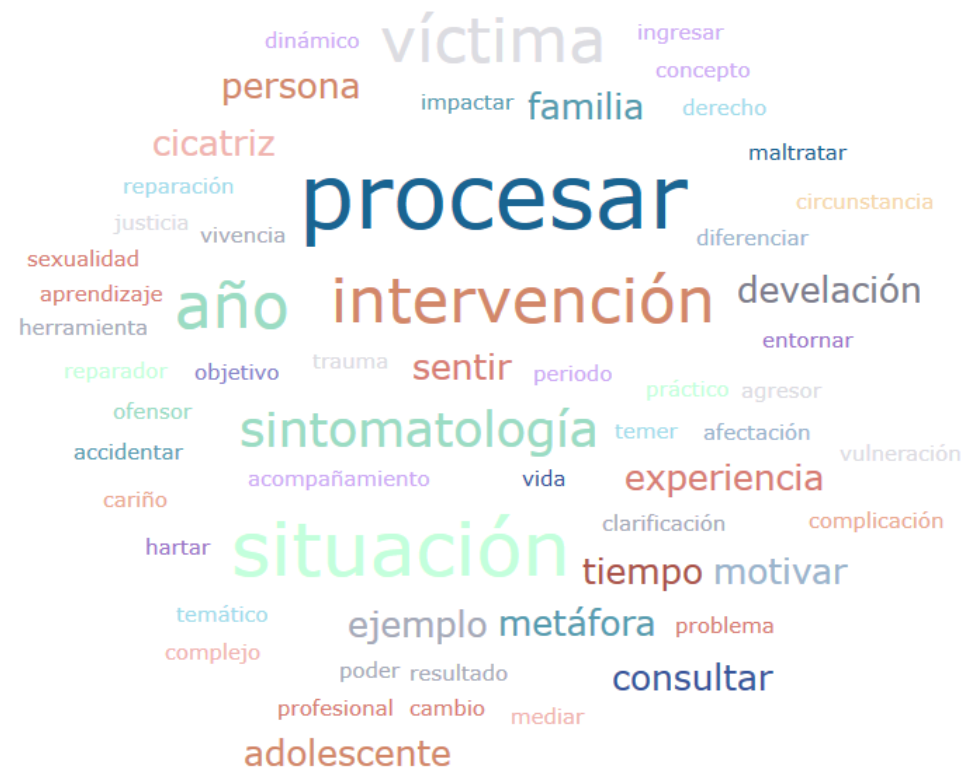 dinámico víctima ingresar
concepto
persona impactar familia derecho
cicatriz maltratar
reparación procesar circunstancia
justicia vivencia diferenciar
sexualidad
aprendizaje año intervención develación
herramienta entornar
reparador objetivo trauma sentir periodo práctico agresor
ofensor sintomatología temer afectación
accidentar vulneración
acompañamiento vida experiencia
cariño clarificación complicación
hartar situación tiempo motivar
temático ejemplo metáfora problema
complejo poder resultado consultar
profesional cambio mediar
adolescente